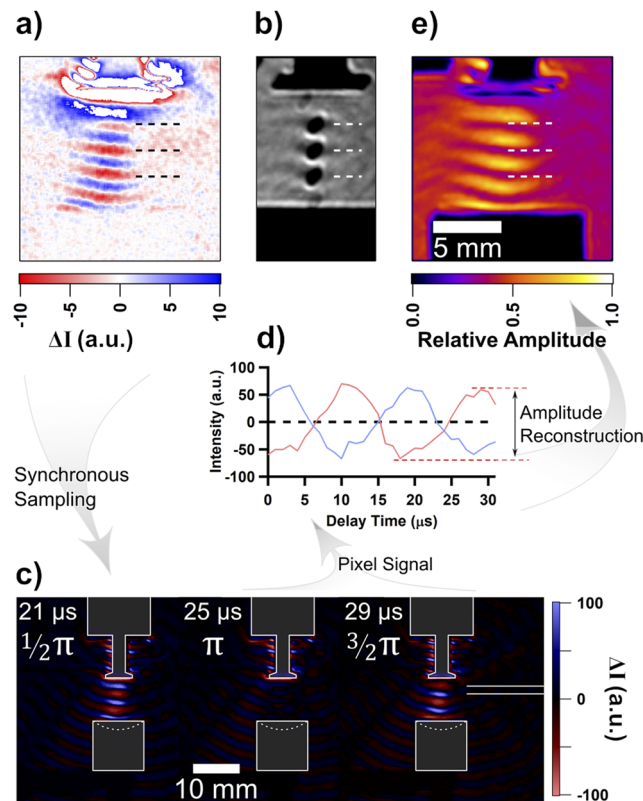 a)
b)
e)
5 mm
-10
-5
0
5
10
ΔI (a.u.)
0.0
0.5
1.0
Relative Amplitude
d)
Intensity (a.u.)
100
50
0
-50
-100
0
5
10
15
20
25
30
Delay Time (μs)
Amplitude
Reconstruction
Synchronous
Sampling
Pixel Signal
c)
21 μs
½π
25 μs
π
29 μs
3/2π
10 mm
100
0
-100
ΔI (a.u.)